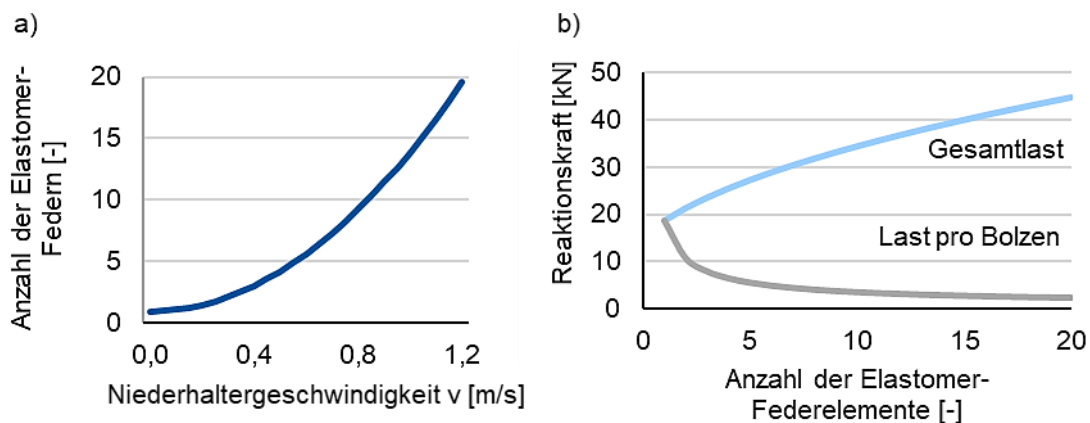 a)
Anzahl der Elastomer-
Federn [-]
20
15
10
5
0
0,0
0,4
0,8
1,2
Niederhaltergeschwindigkeit v [m/s]
b)
Reaktionskraft [kN]
50
40
30
20
10
0
Gesamtlast
Last pro Bolzen
0
5
10
15
20
Anzahl der Elastomer-
Federelemente [-]